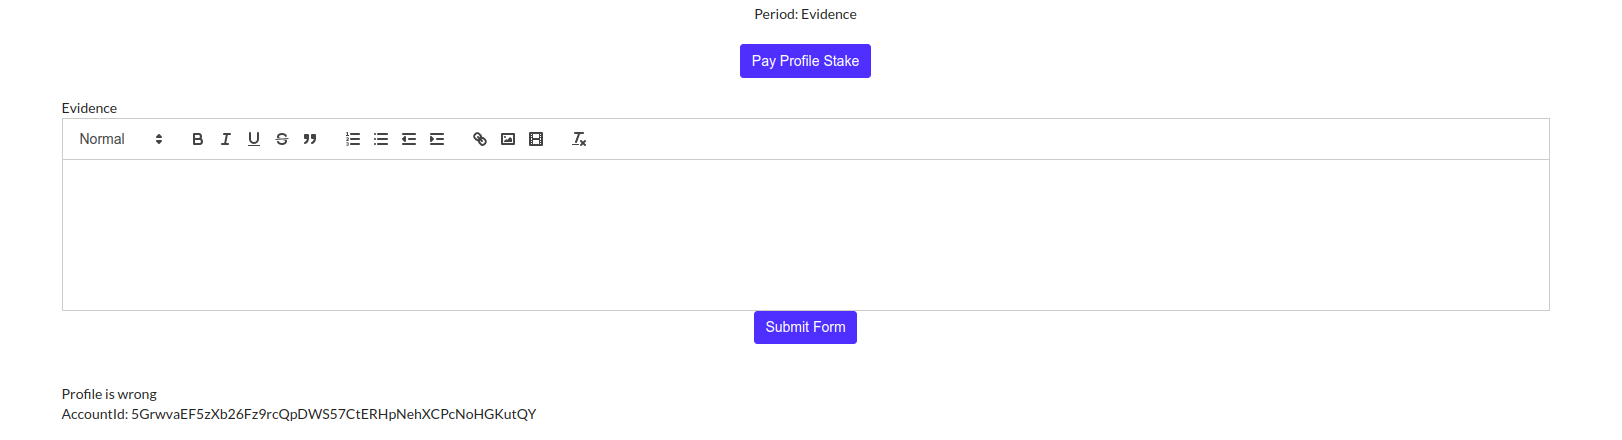 Period: Evidence
Pay Profile Stake
Evidence
Normal
Submit Form
Profile is wrong
AccountId: 5GrwvaEF5zXb26Fz9rcQpDWS57CtERHpNehXCPcNoHGKutQY